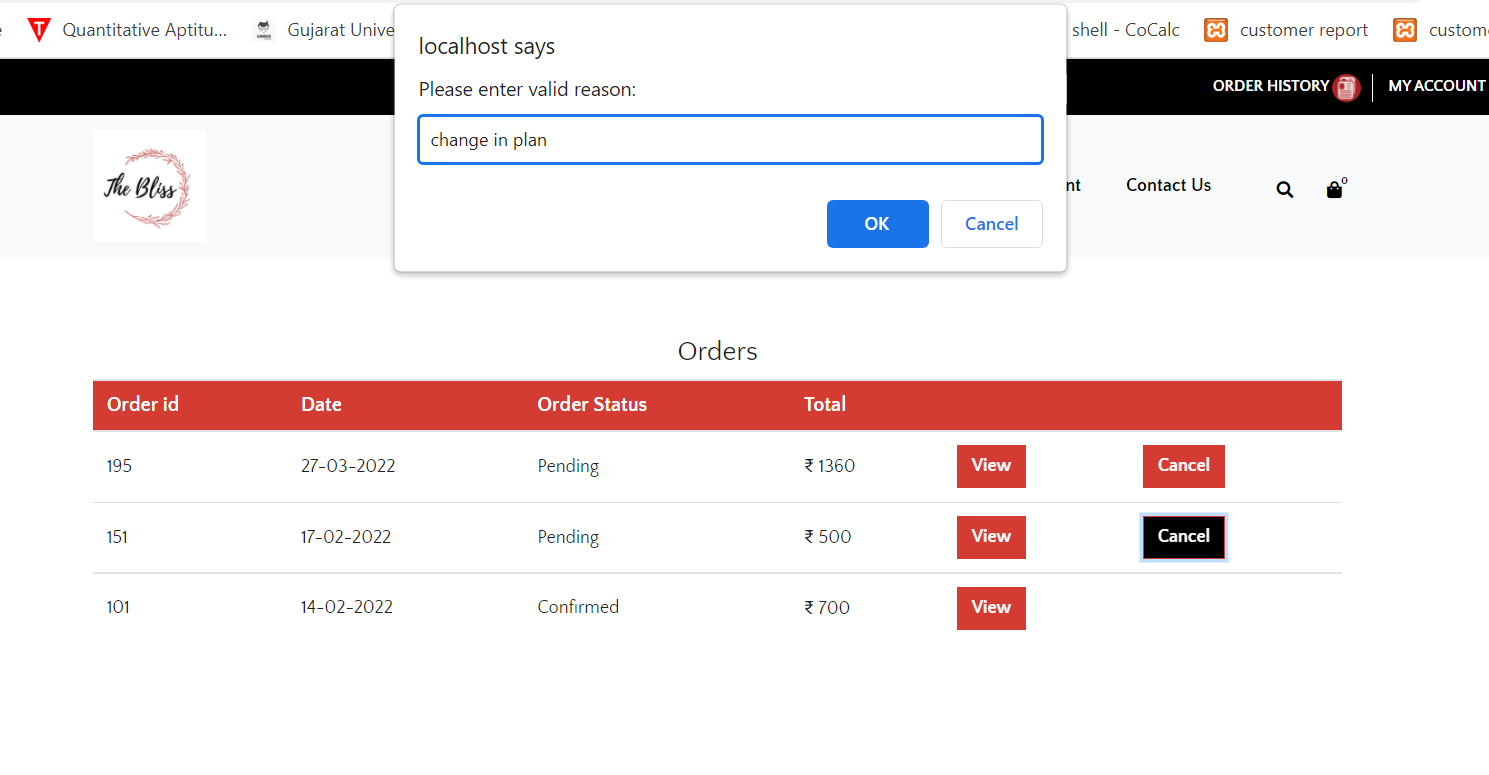 Quantitative Aptitu... Gujarat Unive shell - CoCalc customer report custome
localhost says
Please enter valid reason:
change in plan
OK Cancel
ORDER HISTORY MY ACCOUNT
The Bliss
nt Contact Us 0
Orders
Order id Date Order Status Total
195 27-03-2022 Pending ₹ 1360 View Cancel
151 17-02-2022 Pending ₹ 500 View Cancel
101 14-02-2022 Confirmed ₹ 700 View